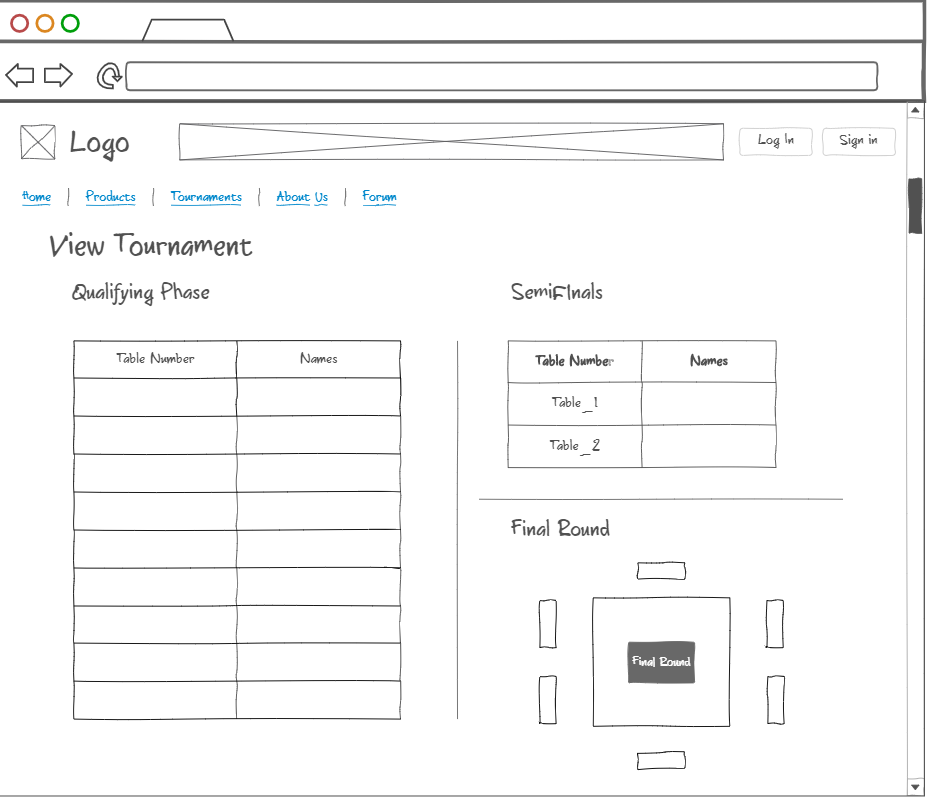 Logo
Log In
Sign in
Home | Products | Tournaments | About Us | Forum
View Tournament
Qualifying Phase
Table Number Names
SemiFInals
Table Number Names
Table_1
Table_2
Final Round
Final Round